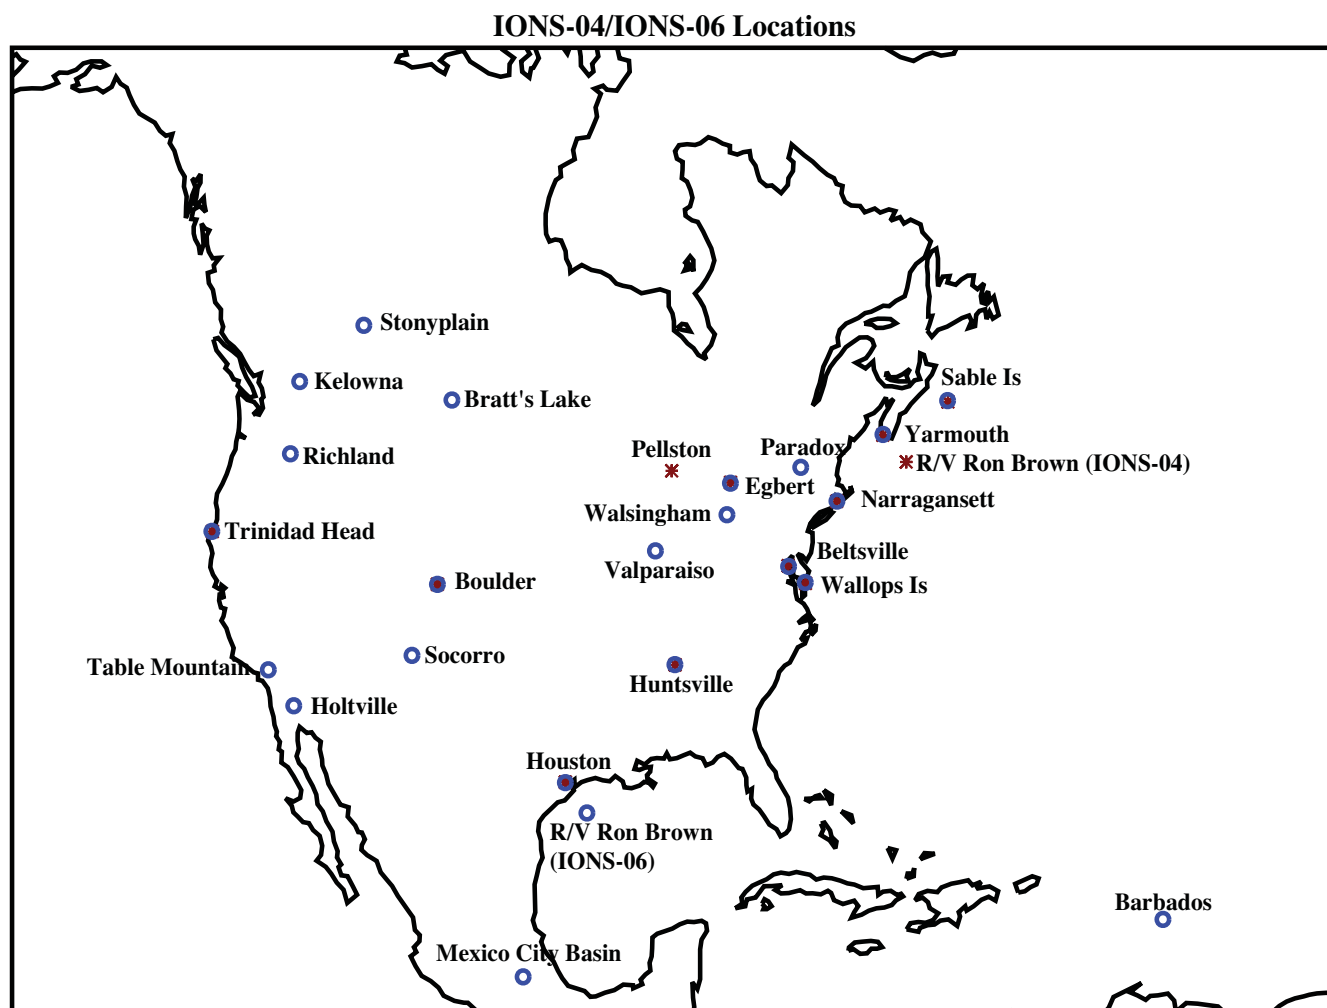 IONS-04/IONS-06 Locations
Stonyplain
Kelowna
Bratt's Lake
Sable Is
Richland
Pellston
Paradox
Yarmouth
R/V Ron Brown (IONS-04)
Egbert
Narragansett
Walsingham
Trinidad Head
Valparaiso
Beltsville
Boulder
Wallops Is
Table Mountain
Socorro
Huntsville
Holtville
Houston
R/V Ron Brown
(IONS-06)
Barbados
Mexico City Basin